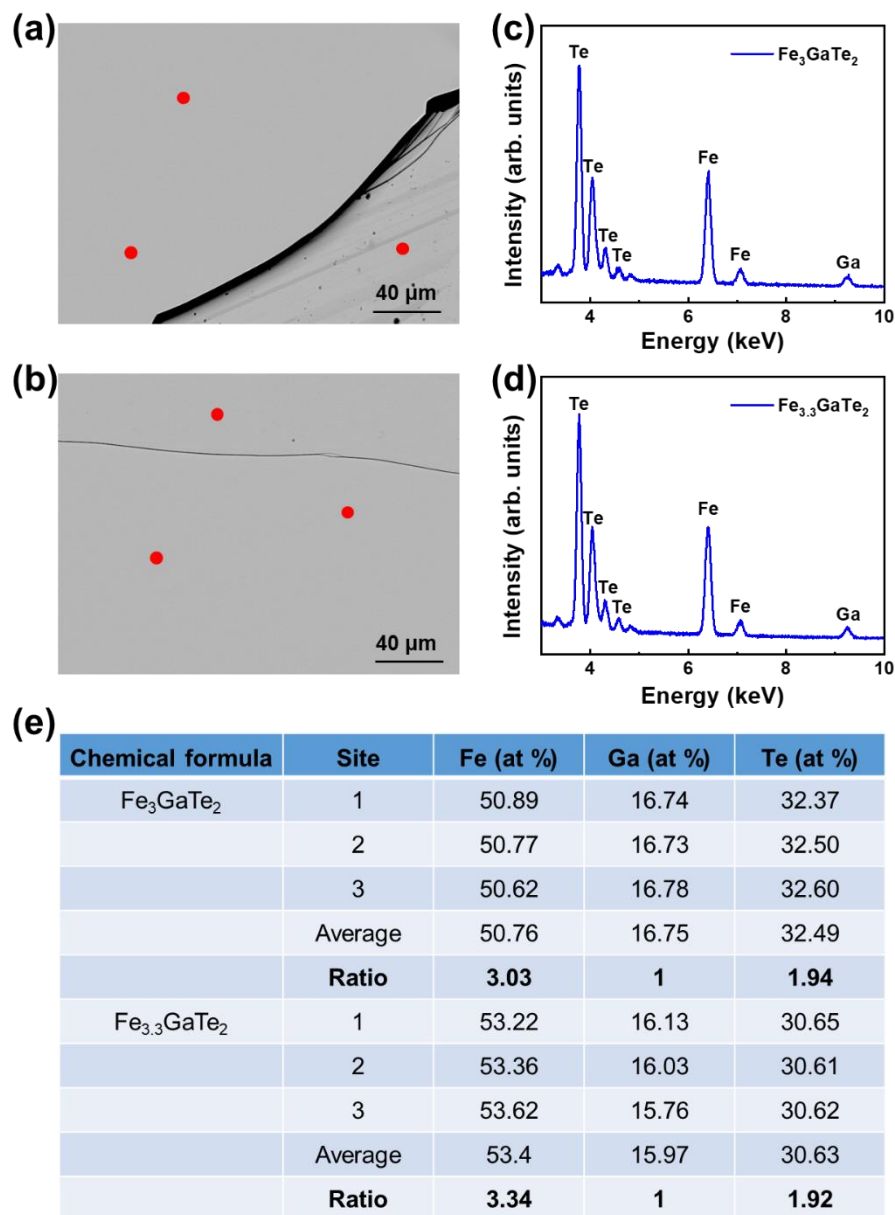 (a)
40 µm
(b)
40 µm
(c)
Te
Te
Te
Te
Fe
Fe
Ga
Fe₃GaTe₂
Intensity (arb. units)
4 6 8 10
Energy (keV)
(d)
Te
Te
Te
Te
Fe
Fe
Ga
Fe₃.₃GaTe₂
Intensity (arb. units)
4 6 8 10
Energy (keV)
(e)
Chemical formula Site Fe (at %) Ga (at %) Te (at %)
Fe₃GaTe₂ 1 50.89 16.74 32.37
2 50.77 16.73 32.50
3 50.62 16.78 32.60
Average 50.76 16.75 32.49
Ratio 3.03 1 1.94
Fe₃.₃GaTe₂ 1 53.22 16.13 30.65
2 53.36 16.03 30.61
3 53.62 15.76 30.62
Average 53.4 15.97 30.63
Ratio 3.34 1 1.92